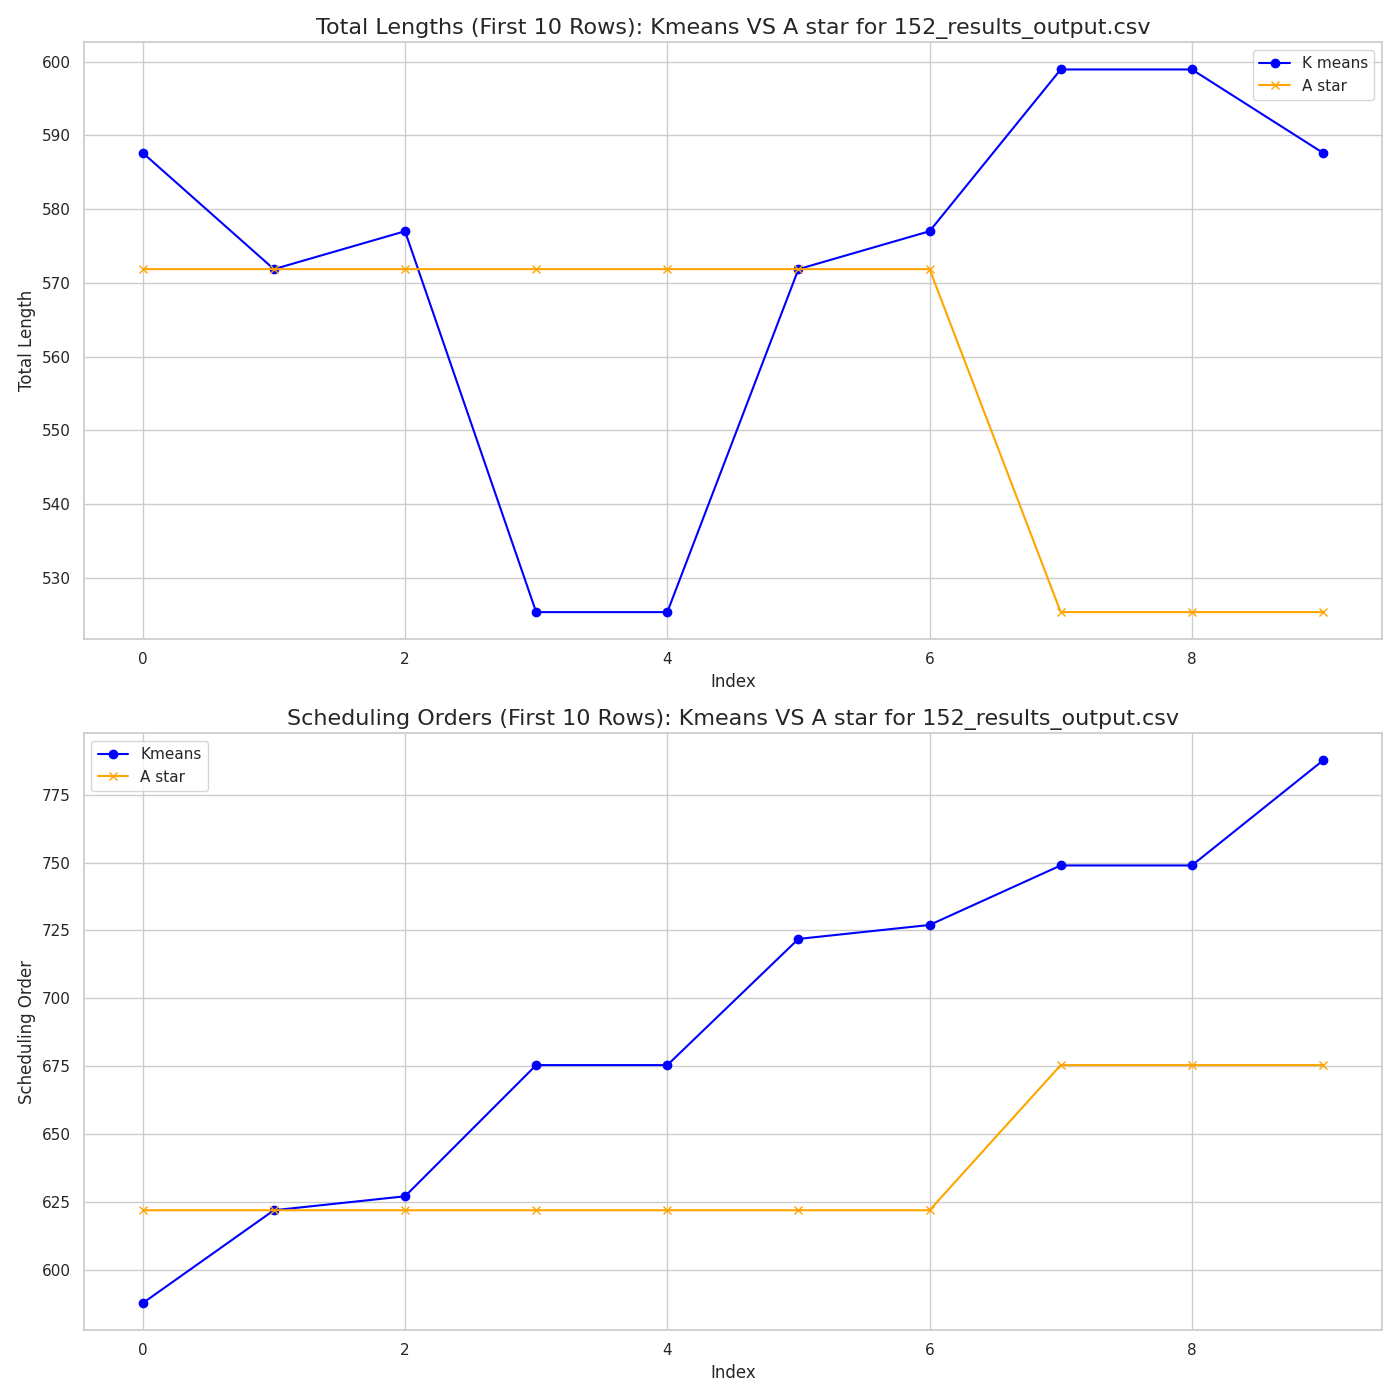 Total Lengths (First 10 Rows): Kmeans VS A star for 152_results_output.csv
K means
A star
600
590
580
570
560
550
540
530
Total Length
0 2 4 6 8
Index
Scheduling Orders (First 10 Rows): Kmeans VS A star for 152_results_output.csv
Kmeans
A star
775
750
725
700
675
650
625
600
Scheduling Order
0 2 4 6 8
Index